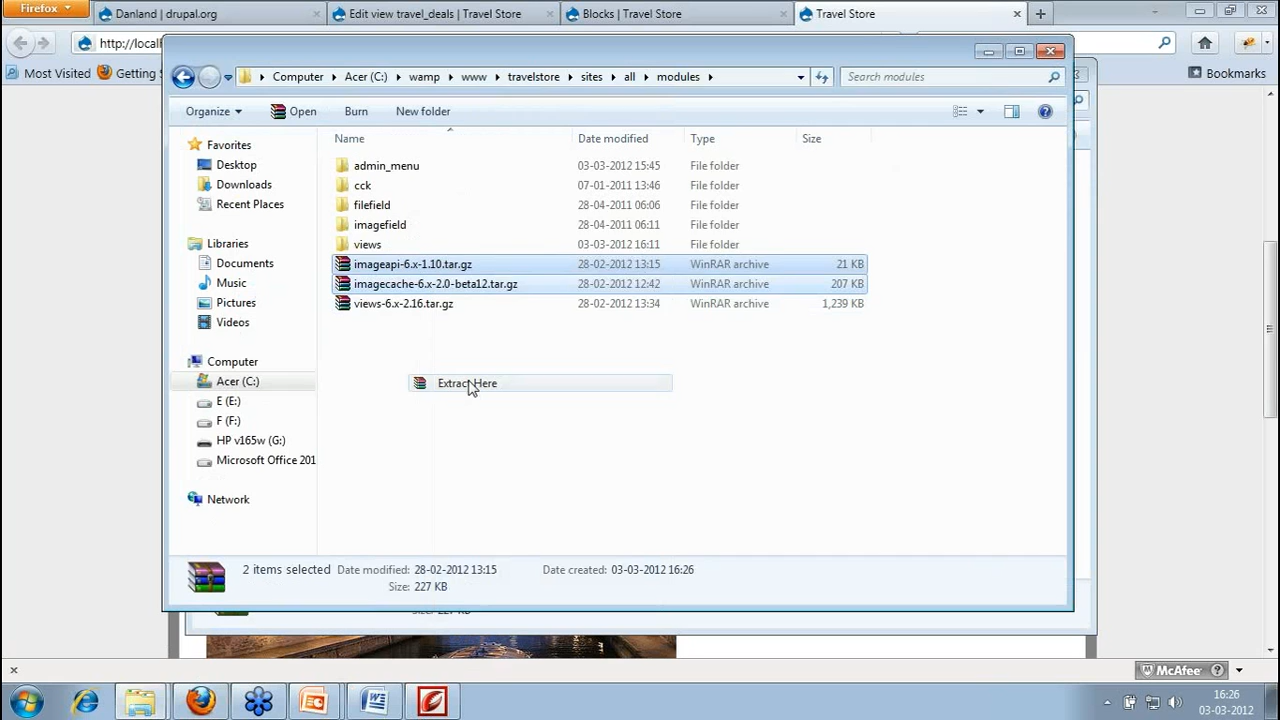 Firefox
Danland | drupal.org
Edit view travel_deals | Travel Store
Blocks | Travel Store
Travel Store
http://local
Most Visited
Getting
Bookmarks
Computer
Acer (C:)
wamp
www
travelstore
sites
all
modules
Search modules
Organize
Open
Burn
New folder
Name
Date modified
Type
Size
Favorites
Desktop
Downloads
Recent Places
Libraries
Documents
Music
Pictures
Videos
Computer
Acer (C:)
E (E:)
F (F:)
HP v165w (G:)
Microsoft Office 201
Network
admin_menu 03-03-2012 15:45 File folder
cck 07-01-2011 13:46 File folder
filefield 28-04-2011 06:06 File folder
imagefield 28-04-2011 06:11 File folder
views 03-03-2012 16:11 File folder
imageapi-6.x-1.10.tar.gz 28-02-2012 13:15 WinRAR archive 21 KB
imagecache-6.x-2.0-beta12.tar.gz 28-02-2012 12:42 WinRAR archive 207 KB
views-6.x-2.16.tar.gz 28-02-2012 13:34 WinRAR archive 1,239 KB
Extract Here
2 items selected Date modified: 28-02-2012 13:15 Date created: 03-03-2012 16:26
Size: 227 KB
McAfee
16:26
03-03-2012